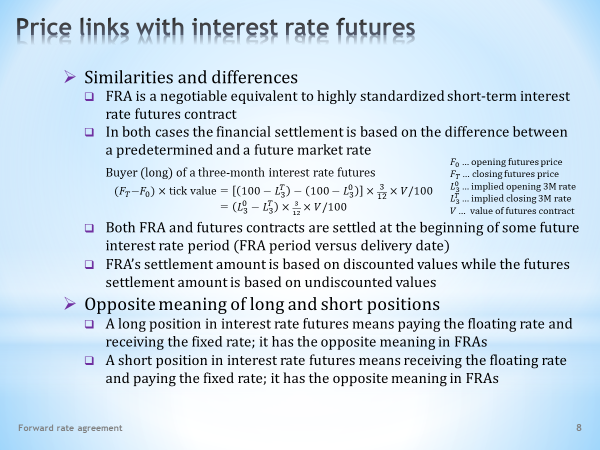 Price links with interest rate futures
➢ Similarities and differences
❑ FRA is a negotiable equivalent to highly standardized short-term interest
rate futures contract
❑ In both cases the financial settlement is based on the difference between
a predetermined and a future market rate
Buyer (long) of a three-month interest rate futures
(F_T−F_0) × tick value = [(100 − L_3^T) − (100 − L_3^0)] × 3/12 × V/100
= (L_3^0 − L_3^T) × 3/12 × V/100
F_0 ... opening futures price
F_T ... closing futures price
L_3^0 ... implied opening 3M rate
L_3^T ... implied closing 3M rate
V ... value of futures contract
❑ Both FRA and futures contracts are settled at the beginning of some future
interest rate period (FRA period versus delivery date)
❑ FRA's settlement amount is based on discounted values while the futures
settlement amount is based on undiscounted values
➢ Opposite meaning of long and short positions
❑ A long position in interest rate futures means paying the floating rate and
receiving the fixed rate; it has the opposite meaning in FRAs
❑ A short position in interest rate futures means receiving the floating rate
and paying the fixed rate; it has the opposite meaning in FRAs
Forward rate agreement
8